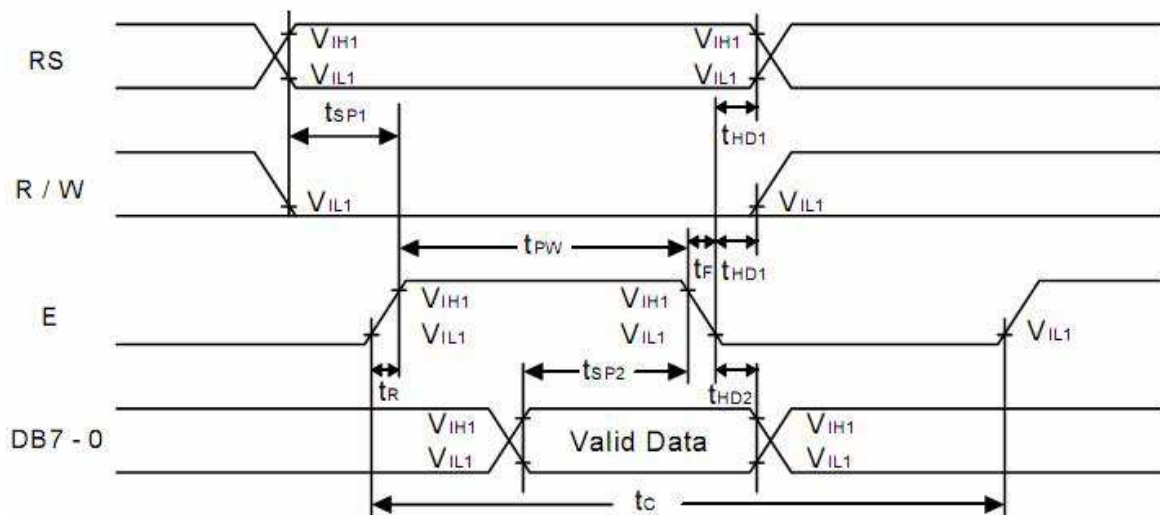 RS
VIH1
VIH1
VIL1
VIL1
tSP1
tHD1
R / W
VIL1
VIL1
tPW
tF
tHD1
E
VIH1
VIH1
VIL1
VIL1
VIL1
tR
tSP2
tHD2
DB7 - 0
VIH1
Valid Data
VIH1
VIL1
VIL1
tC